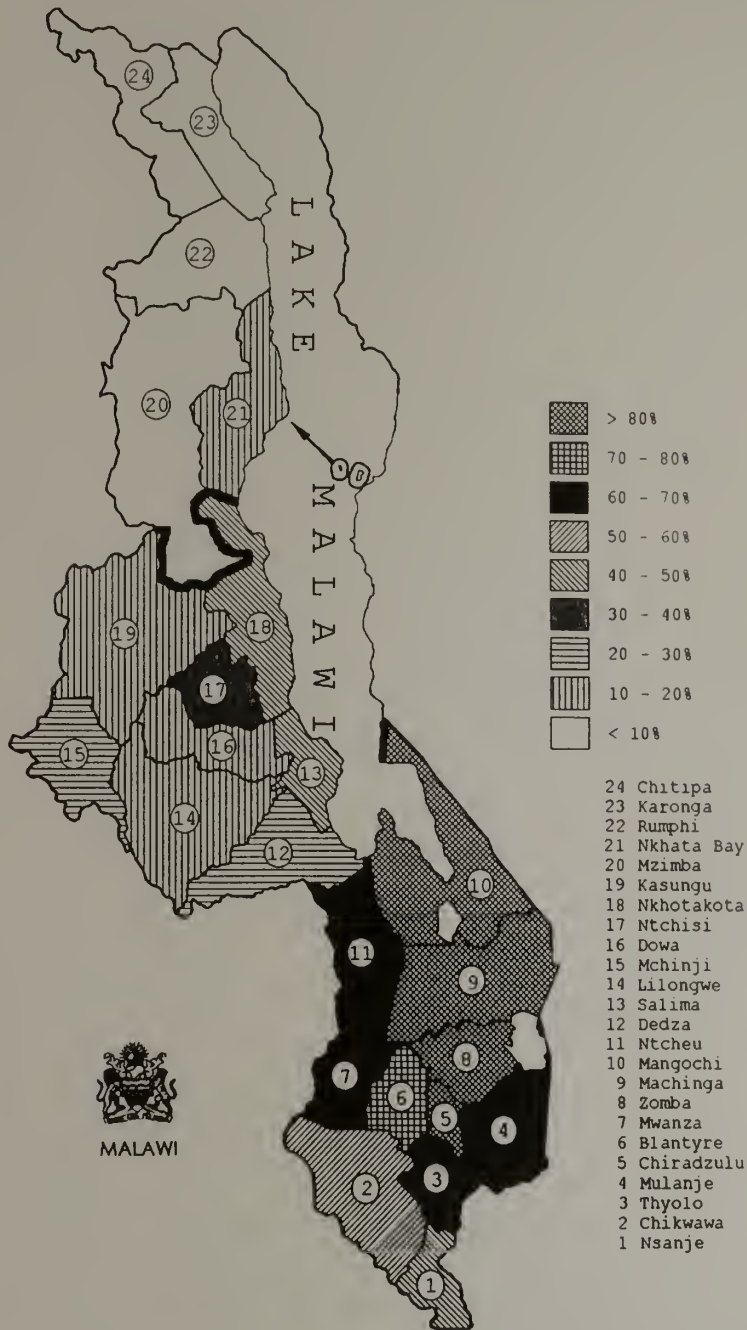 24
23
22
LAKE
20
21
MALAWI
19
18
17
16
15
13
14
12
10
11
9
8
7
6
5
4
3
2
1
MALAWI
> 80%
70 - 80%
60 - 70%
50 - 60%
40 - 50%
30 - 40%
20 - 30%
10 - 20%
< 10%
24 Chitipa
23 Karonga
22 Rumphi
21 Nkhata Bay
20 Mzimba
19 Kasungu
18 Nkhotakota
17 Ntchisi
16 Dowa
15 Mchinji
14 Lilongwe
13 Salima
12 Dedza
11 Ntcheu
10 Mangochi
9 Machinga
8 Zomba
7 Mwanza
6 Blantyre
5 Chiradzulu
4 Mulanje
3 Thyolo
2 Chikwawa
1 Nsanje